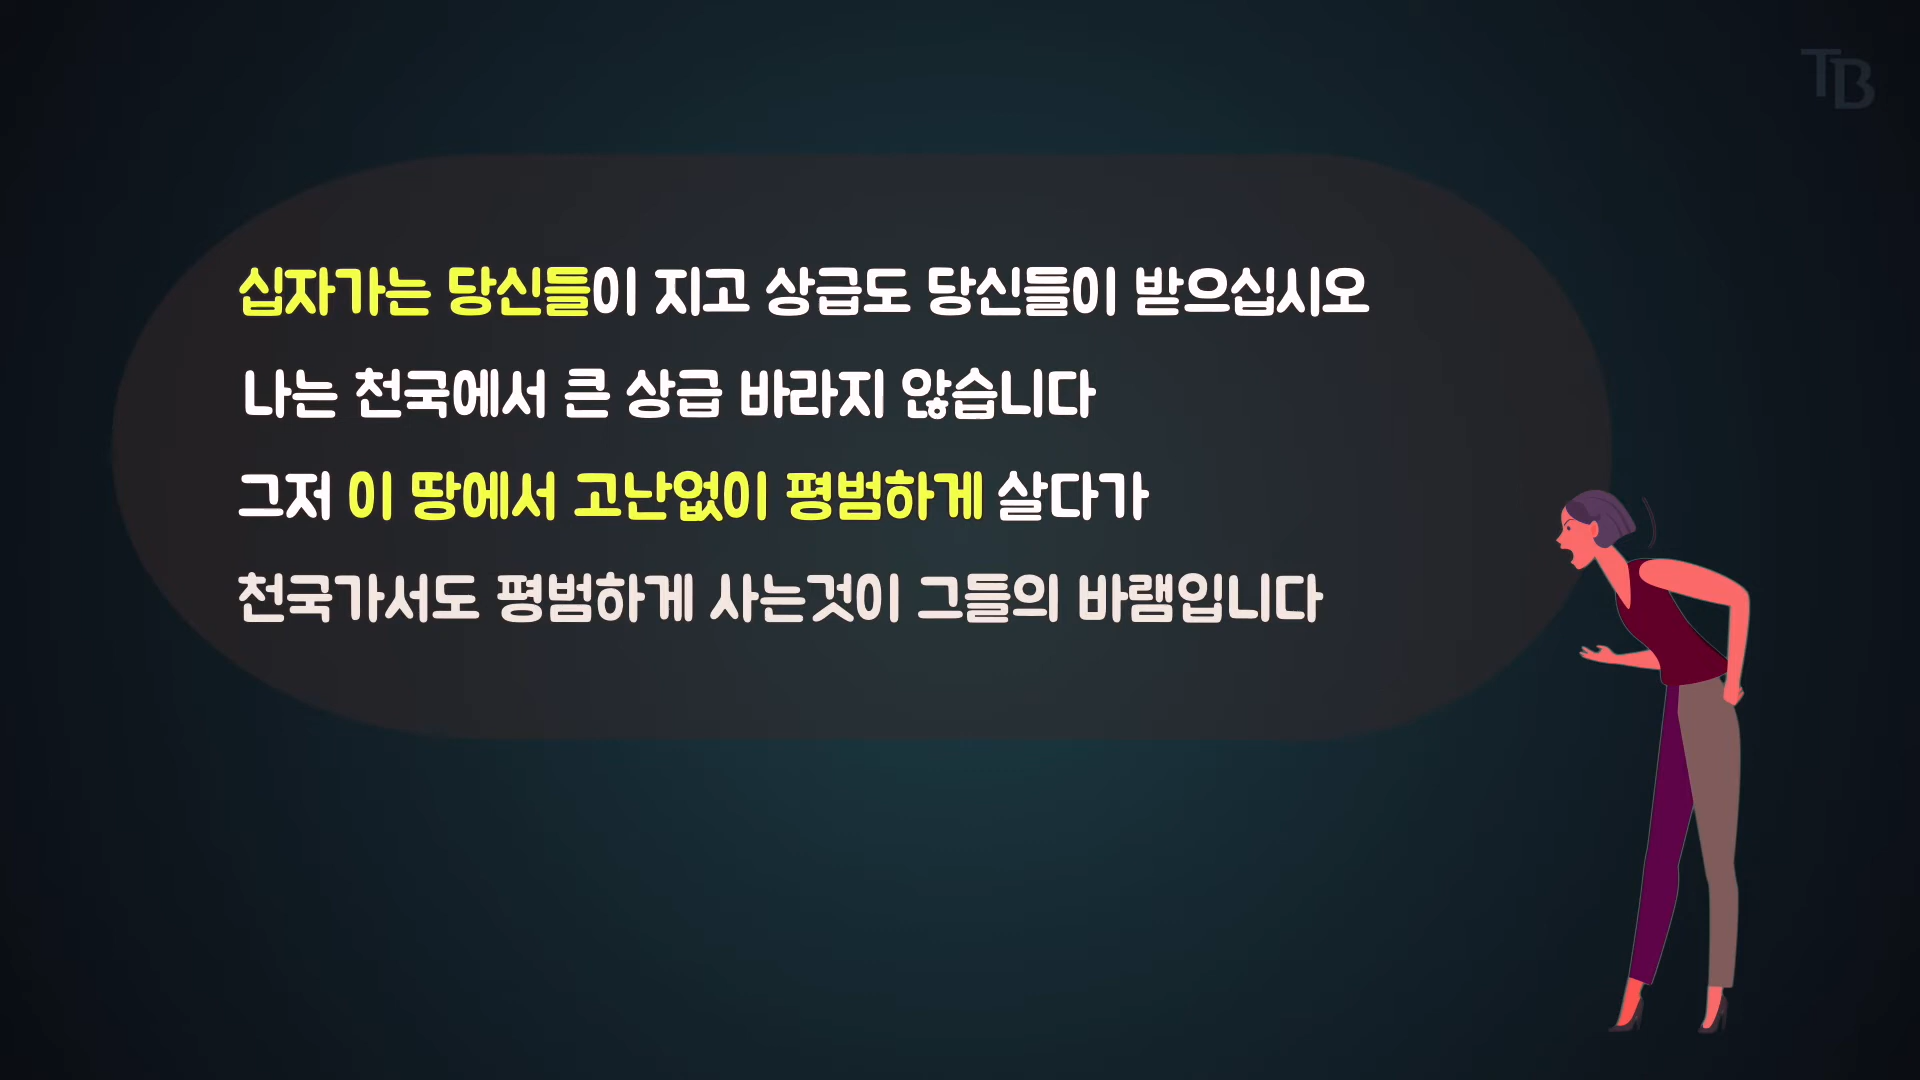 TB
십자가는 당신들이 지고 상급도 당신들이 받으십시오
나는 천국에서 큰 상급 바라지 않습니다
그저 이 땅에서 고난없이 평범하게 살다가
천국가서도 평범하게 사는것이 그들의 바램입니다